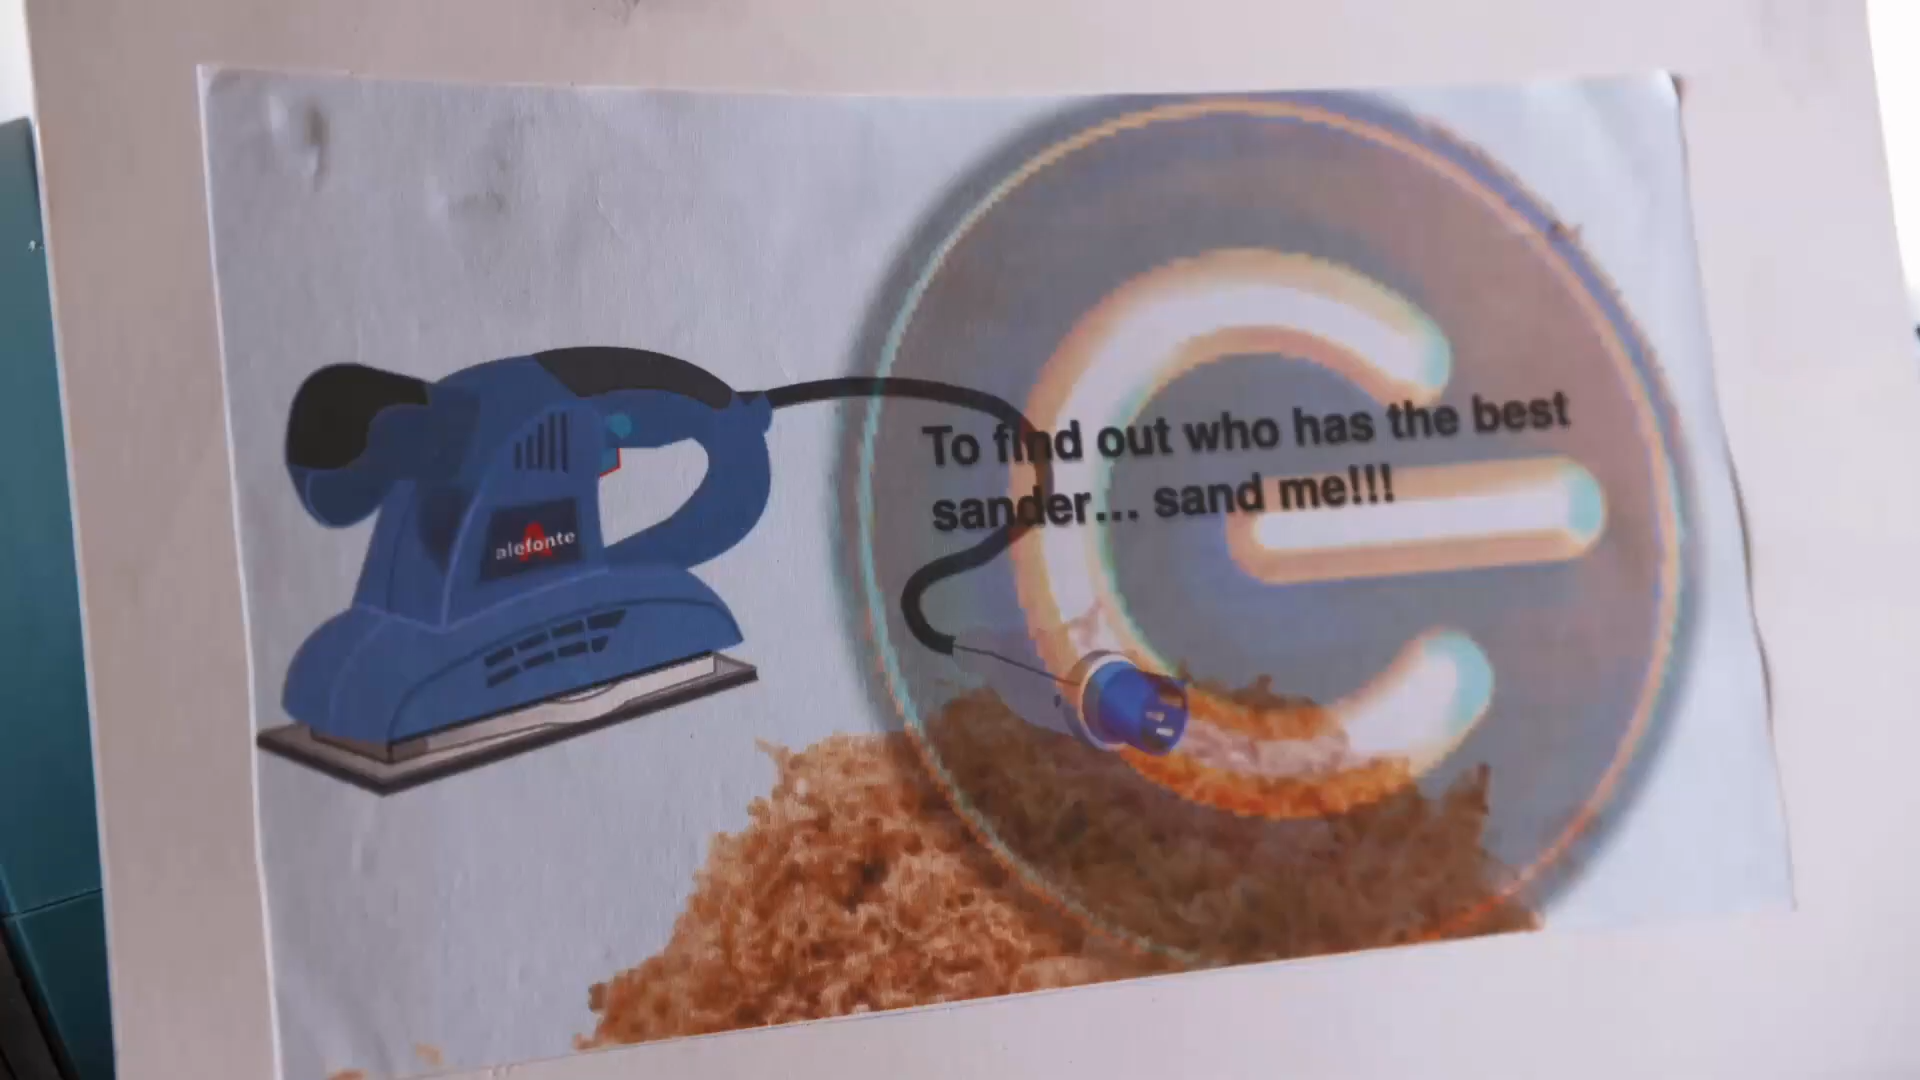 To find out who has the best
sander... sand me!!!
alefonte